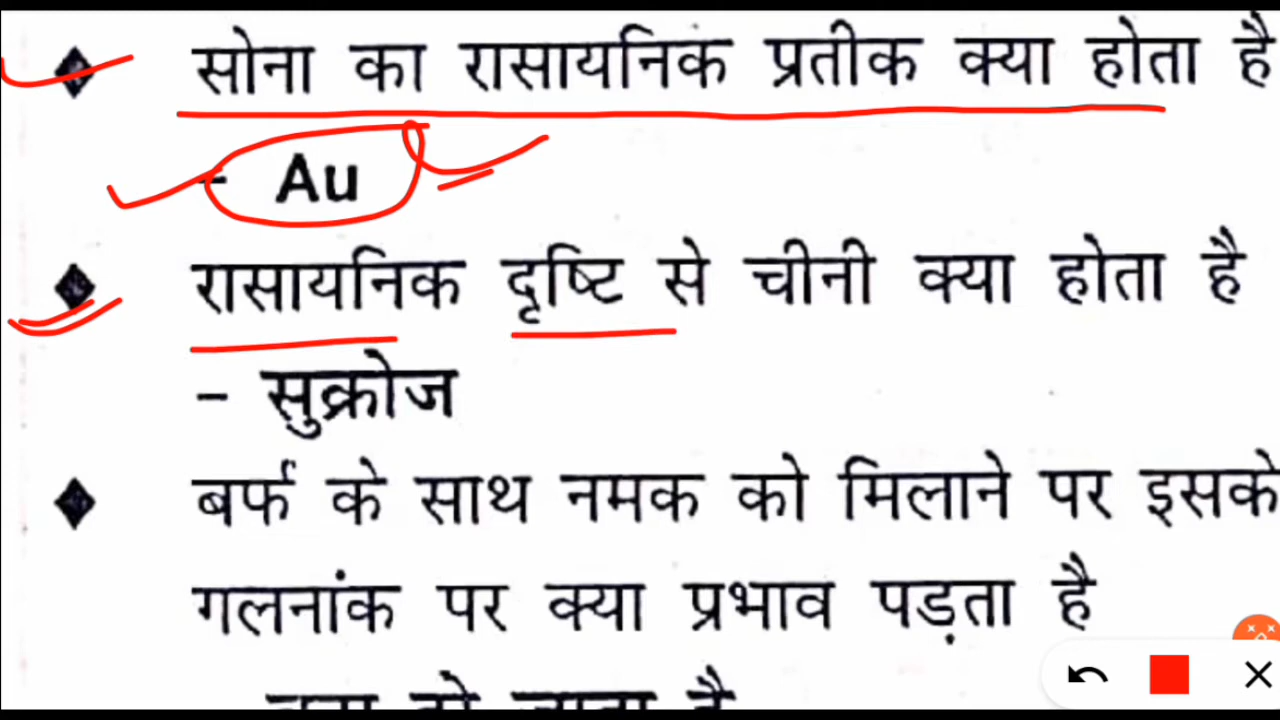 सोना का रासायनिक प्रतीक क्या होता है
- Au
रासायनिक दृष्टि से चीनी क्या होता है
- सुक्रोज
बर्फ के साथ नमक को मिलाने पर इसके
गलनांक पर क्या प्रभाव पड़ता है